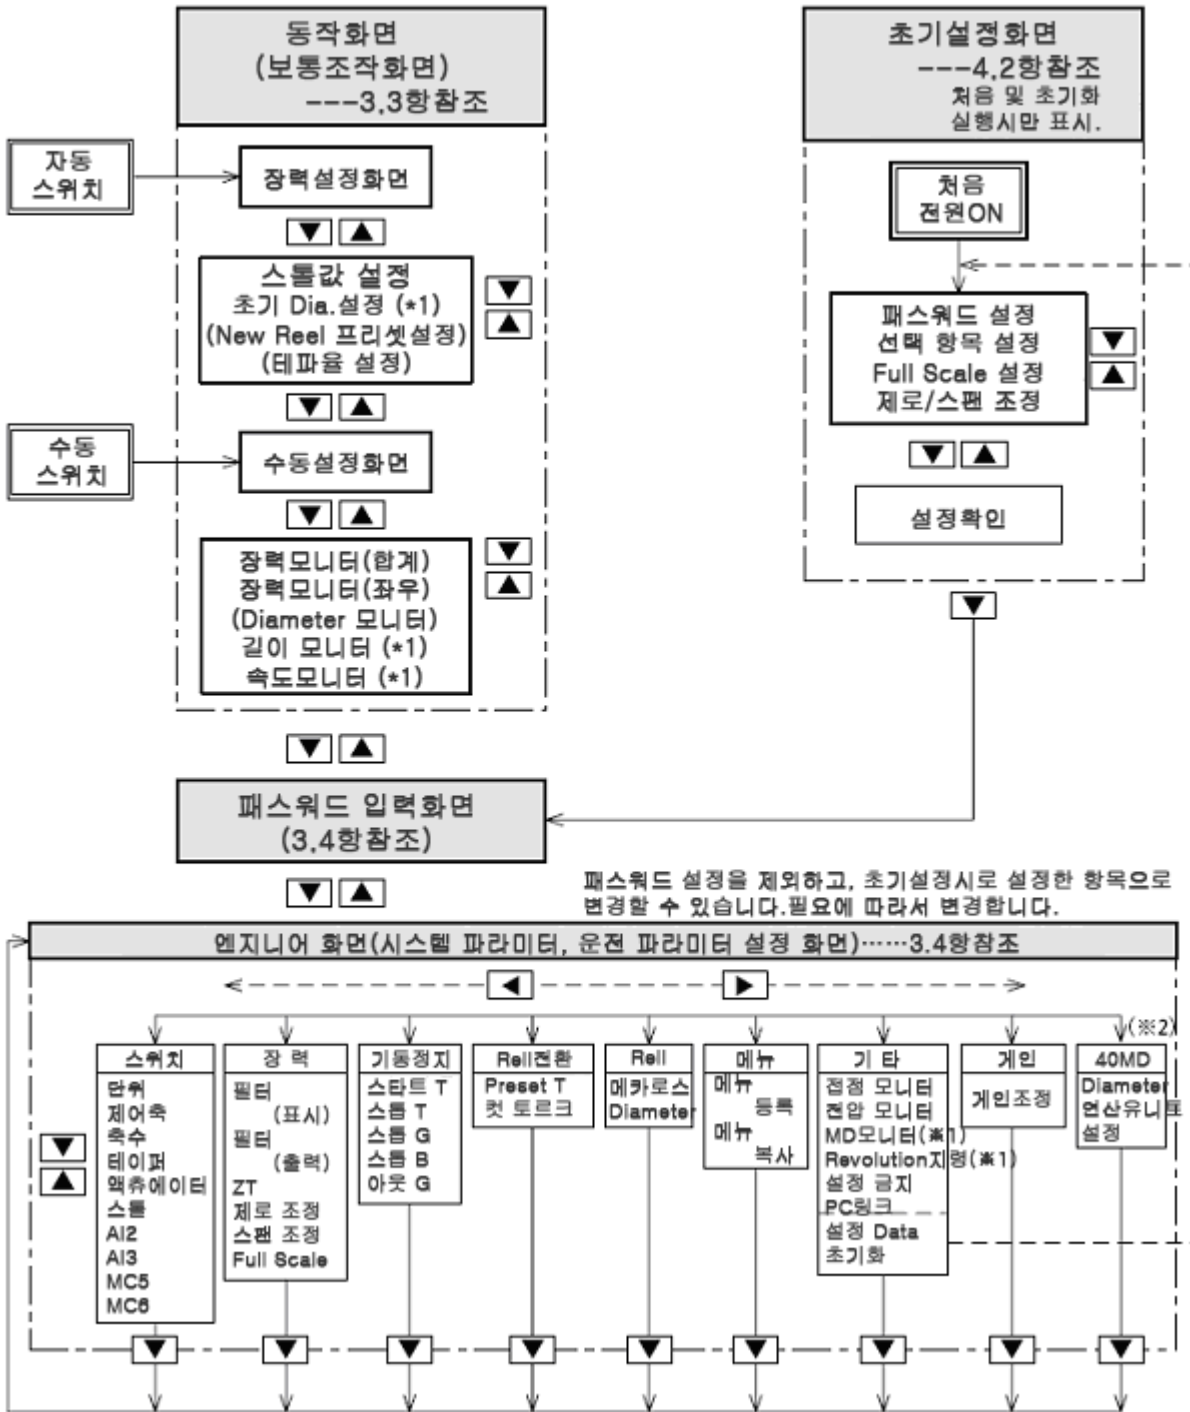 동작화면
(보통조작화면)
---3.3항참조
초기설정화면
---4.2항참조
처음 및 초기화
실행시만 표시.
자동
스위치
장력설정화면
▼ ▲
스톨값 설정
초기 Dia.설정 (*1)
(New Reel 프리셋설정)
(테파율 설정)
▼
▲
▼ ▲
수동
스위치
수동설정화면
▼ ▲
장력모니터(합계)
장력모니터(좌우)
(Diameter 모니터)
길이 모니터 (*1)
속도모니터 (*1)
▼
▲
처음
전원ON
패스워드 설정
선택 항목 설정
Full Scale 설정
제로/스팬 조정
▼
▲
▼ ▲
설정확인
▼
▼ ▲
패스워드 입력화면
(3.4항참조)
▼ ▲
패스워드 설정을 제외하고, 초기설정시로 설정한 항목으로
변경할 수 있습니다.필요에 따라서 변경합니다.
엔지니어 화면(시스템 파라미터, 운전 파라미터 설정 화면)……3.4항참조
◀ ▶
(※2)
스위치
단위
제어축
축수
테이퍼
액츄에이터
스톨
AI2
AI3
MC5
MC6
▼
▲
장 력
필터
(표시)
필터
(출력)
ZT
제로 조정
스팬 조정
Full Scale
기동정지
스타트 T
스톱 T
스톱 G
스톱 B
아웃 G
Rell전환
Preset T
컷 토르크
Rell
메카로스
Diameter
메뉴
메뉴
등록
메뉴
복사
기 타
접점 모니터
전압 모니터
MD모니터(※1)
Revolution지령(※1)
설정 금지
PC링크
설정 Data
초기화
게인
게인조정
40MD
Diameter
연산유니트
설정
▼ ▼ ▼ ▼ ▼ ▼ ▼ ▼ ▼